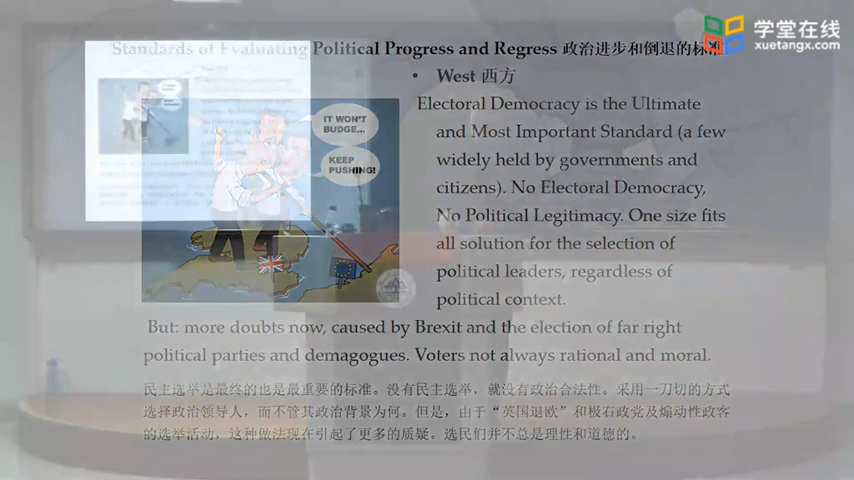 学堂在线
xuetangx.com
Standards of Evaluating Political Progress and Regress 政治进步和倒退的标准
• West 西方
IT WON'T
BUDGE...
KEEP
PUSHING!
Electoral Democracy is the Ultimate
and Most Important Standard (a few
widely held by governments and
citizens). No Electoral Democracy,
No Political Legitimacy. One size fits
all solution for the selection of
political leaders, regardless of
political context.
But: more doubts now, caused by Brexit and the election of far right
political parties and demagogues. Voters not always rational and moral.
民主选举是最终的也是最重要的标准。没有民主选举，就没有政治合法性。采用一刀切的方式
选择政治领导人，而不管其政治背景为何。但是，由于“英国退欧”和极石政党及煽动性政客
的选举活动，这种做法现在引起了更多的质疑。选民们并不总是理性和道德的。